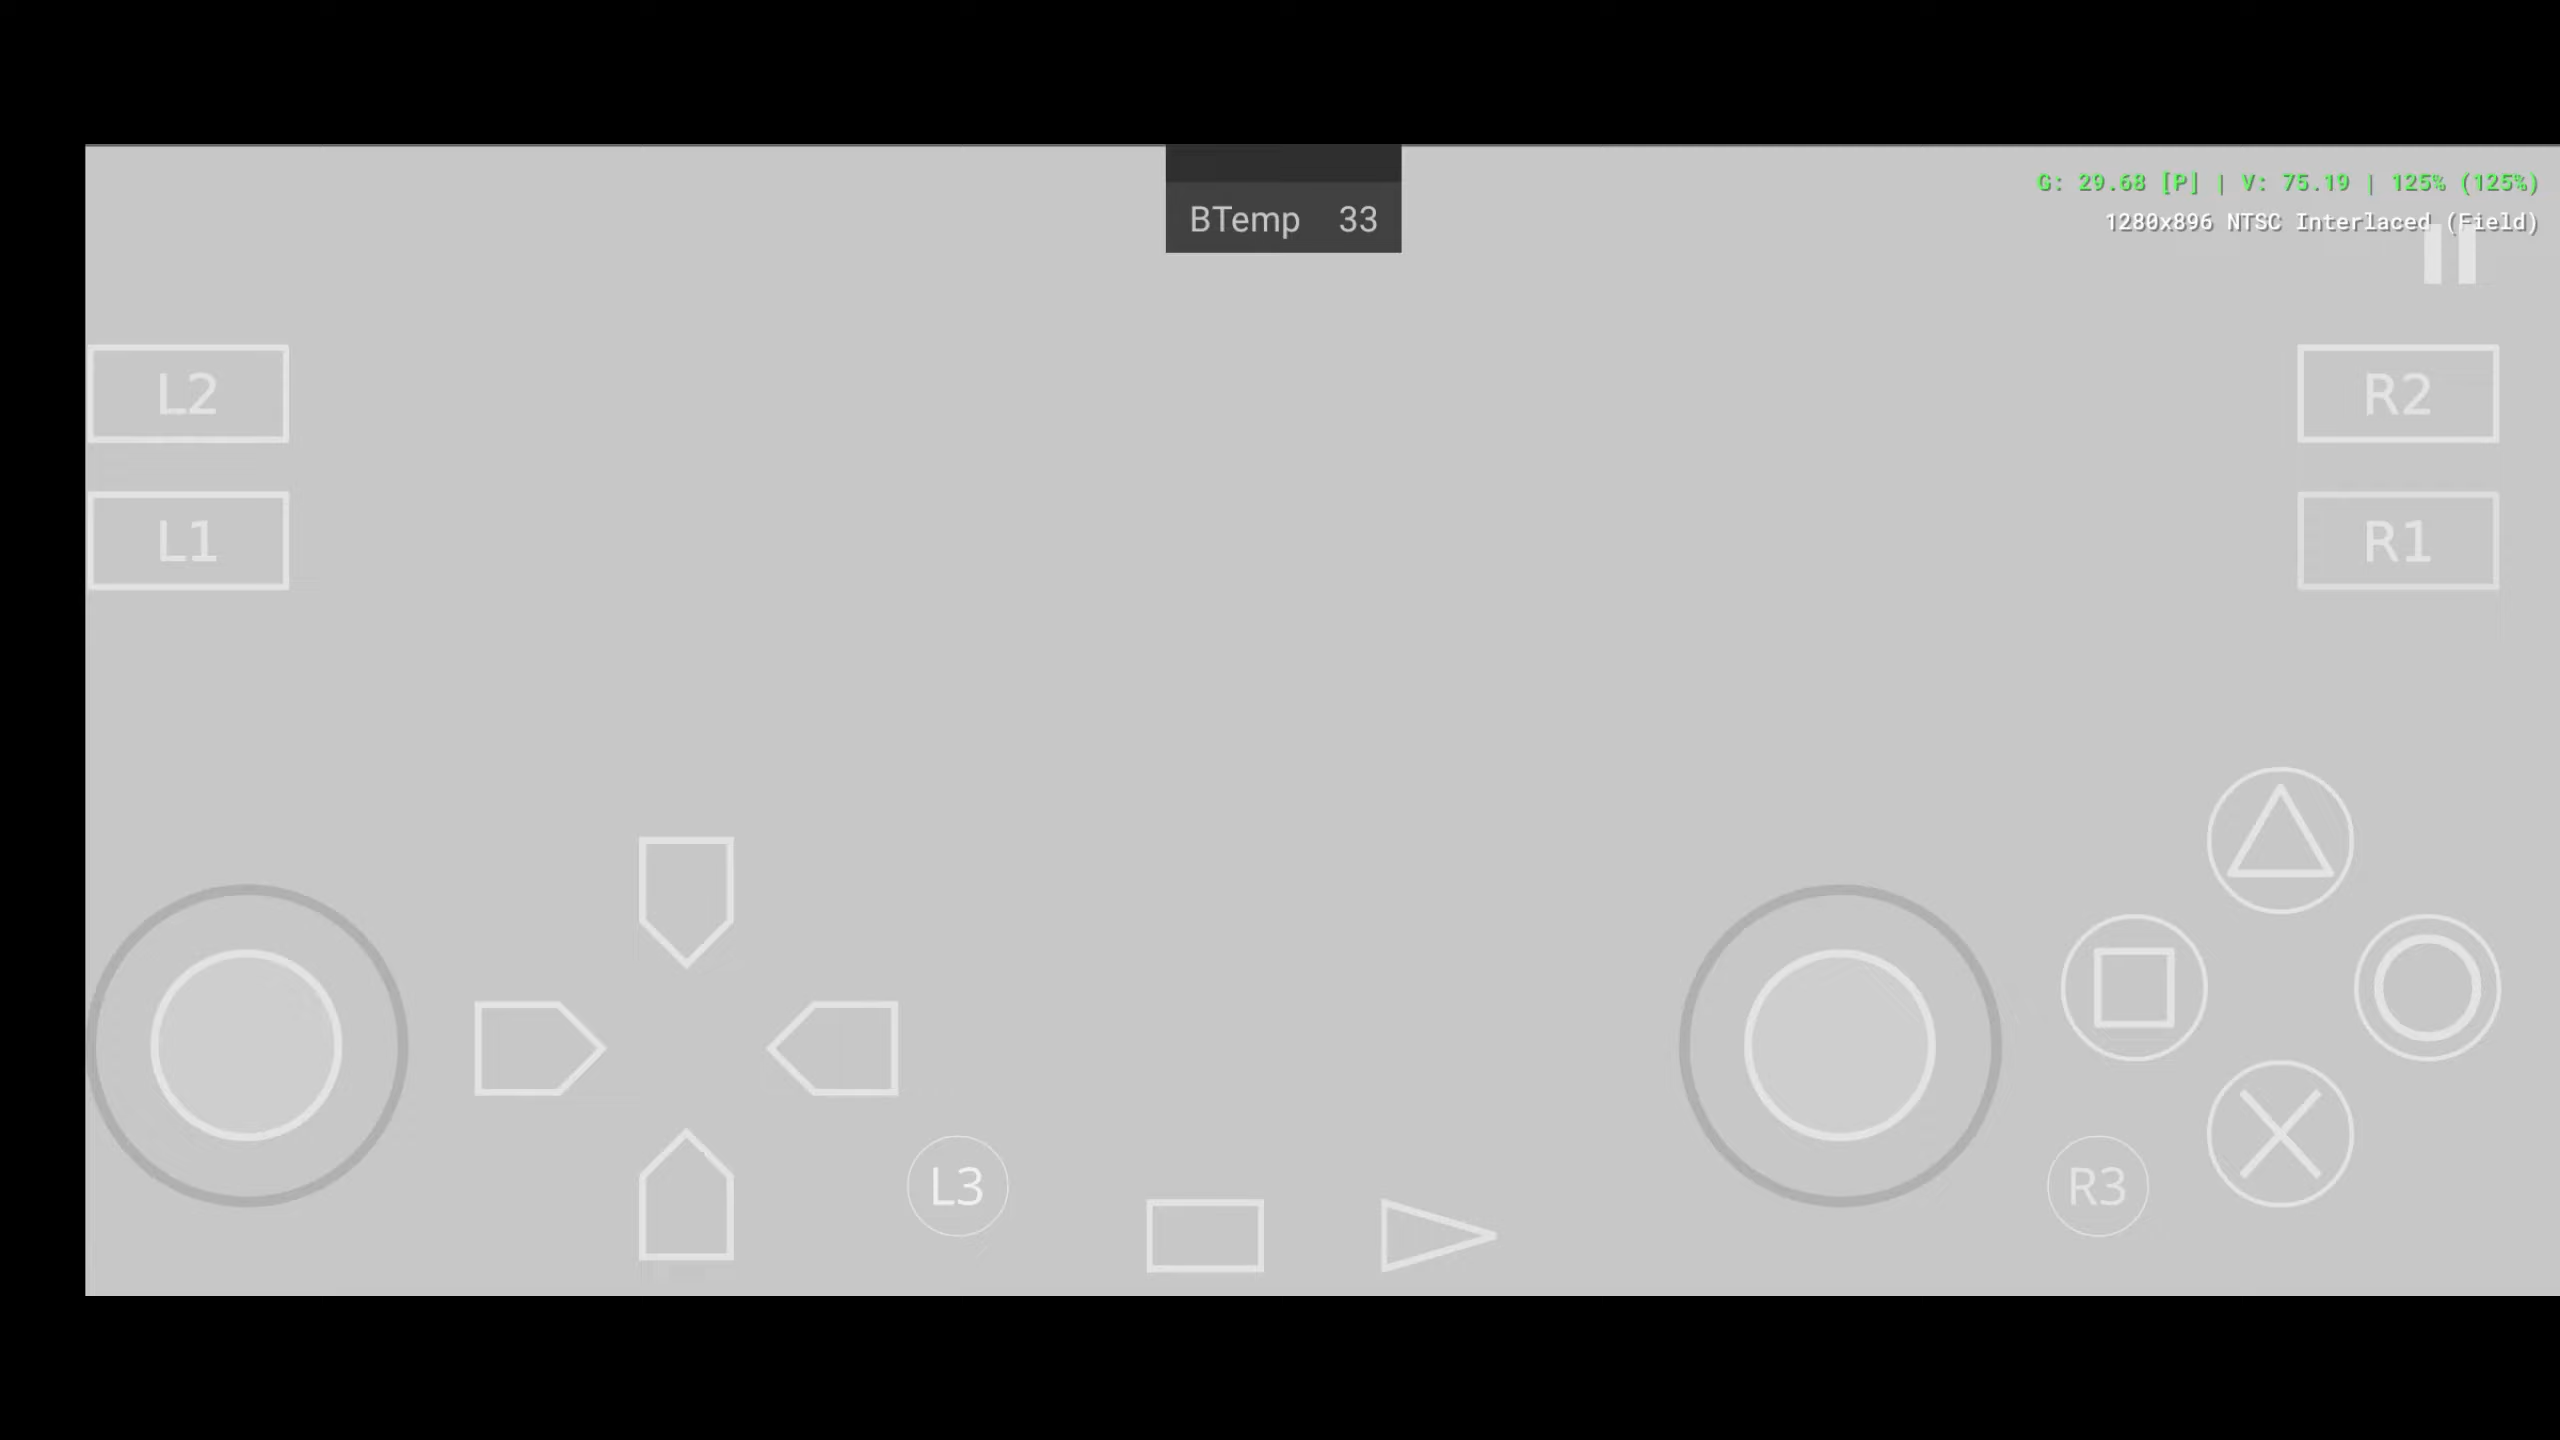 BTemp 33
G: 29.68 [P] | V: 75.19 | 125% (125%)
1280x896 NTSC Interlaced (Field)
L2
R2
L1
R1
L3
R3